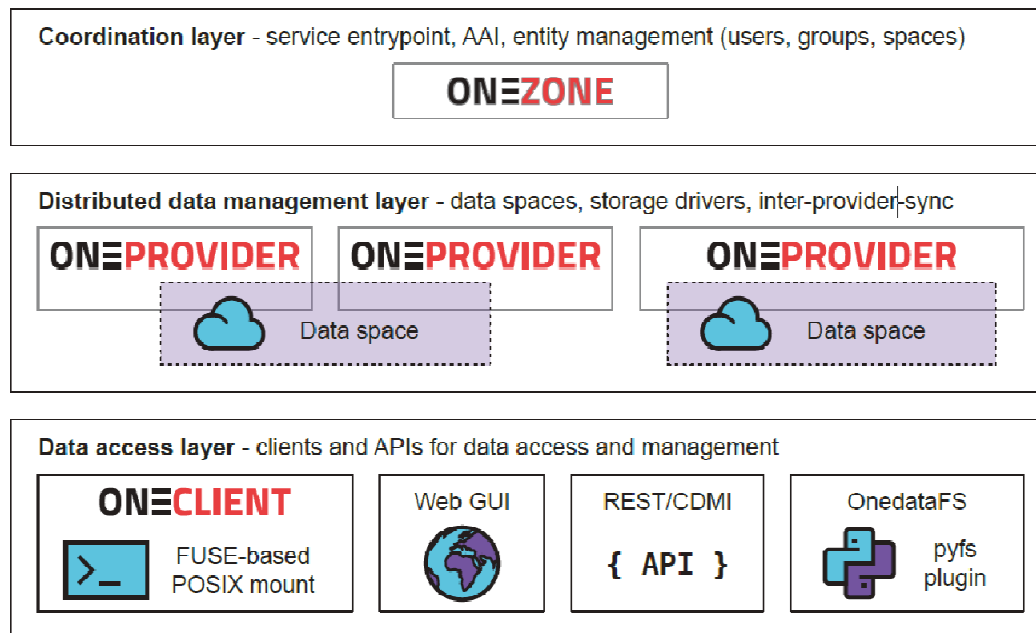 Coordination layer - service entrypoint, AAI, entity management (users, groups, spaces)
ONEZONE
Distributed data management layer - data spaces, storage drivers, inter-provider-sync
ONEPROVIDER
ONEPROVIDER
ONEPROVIDER
Data space
Data space
Data access layer - clients and APIs for data access and management
ONECLIENT
FUSE-based
POSIX mount
Web GUI
REST/CDMI
{ API }
OnedataFS
pyfs
plugin